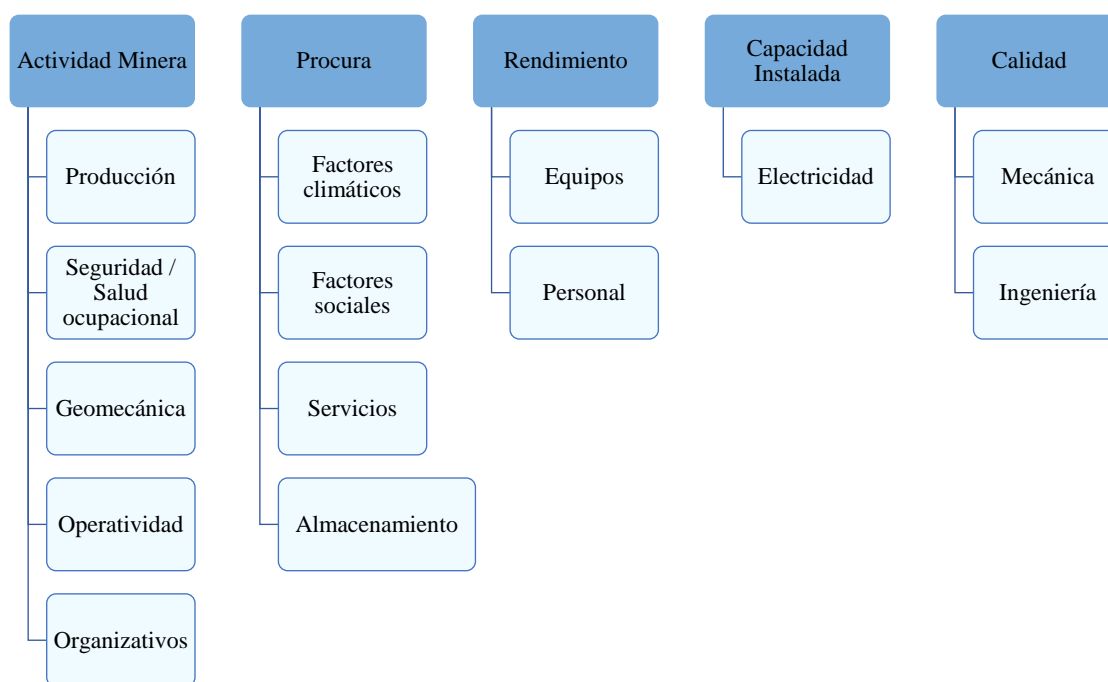 Actividad Minera
Producción
Seguridad /
Salud
ocupacional
Geomecánica
Operatividad
Organizativos
Procura
Factores
climáticos
Factores
sociales
Servicios
Almacenamiento
Rendimiento
Equipos
Personal
Capacidad
Instalada
Electricidad
Calidad
Mecánica
Ingeniería